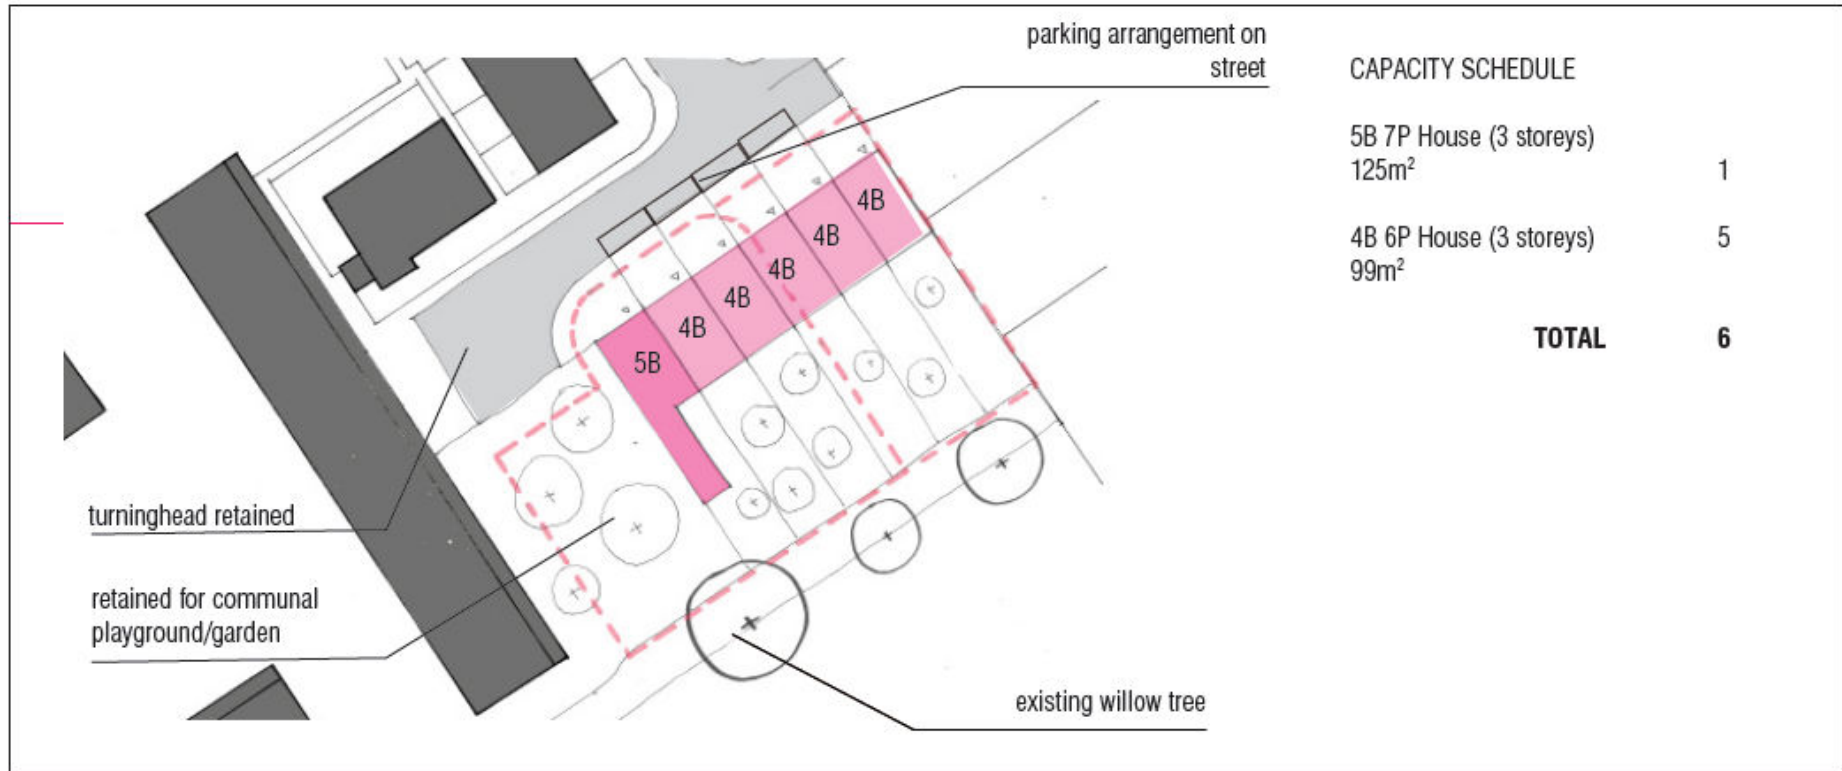 parking arrangement on
street
CAPACITY SCHEDULE
5B 7P House (3 storeys)
125m² 1
4B 6P House (3 storeys) 5
99m²
TOTAL 6
4B
4B
4B
4B
4B
5B
turninghead retained
retained for communal
playground/garden
existing willow tree